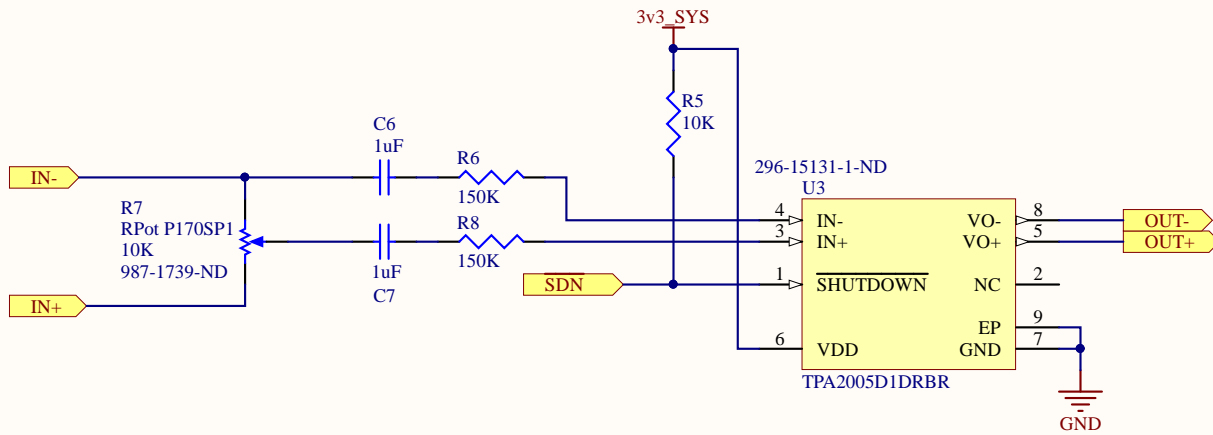 3v3_SYS
R5
10K
C6
1uF
R6
150K
296-15131-1-ND
U3
IN-
R7
RPot P170SP1
10K
987-1739-ND
R8
150K
1uF
C7
IN+
SDN
4
IN-
VO-
8
OUT-
3
IN+
VO+
5
OUT+
1
SHUTDOWN
NC
2
EP
9
6
VDD
GND
7
TPA2005D1DRBR
GND